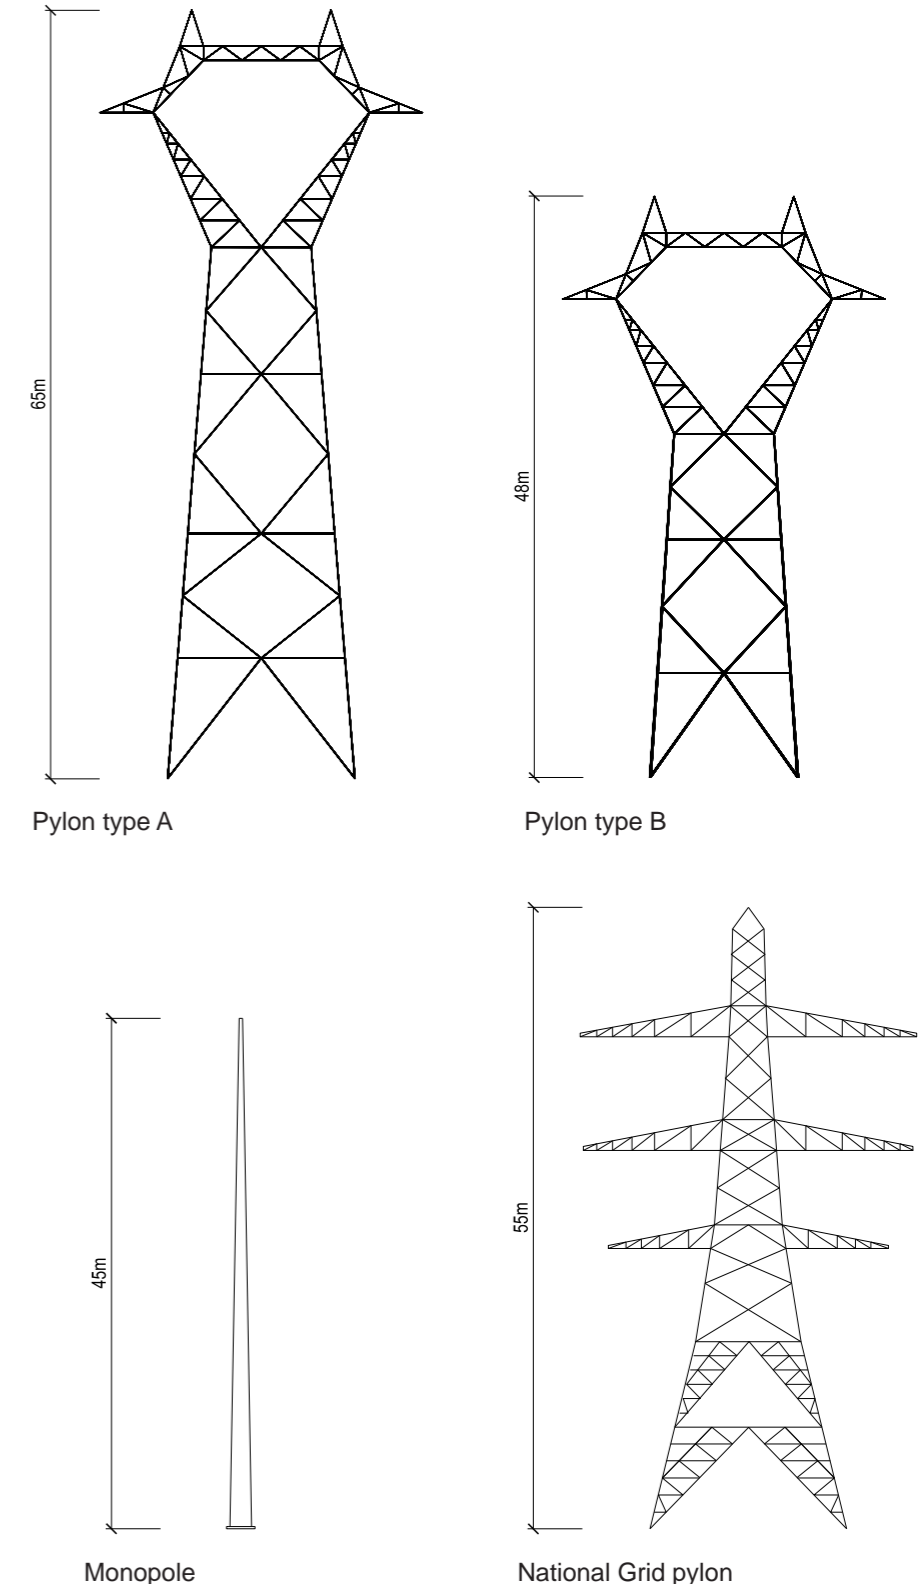 65m
Pylon type A
48m
Pylon type B
45m
Monopole
55m
National Grid pylon